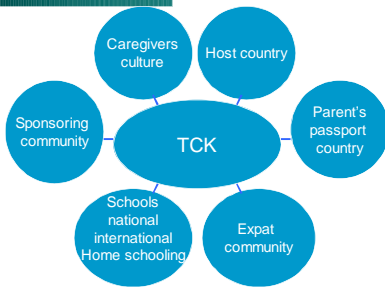 Caregivers
culture
Host country
Sponsoring
community
TCK
Parent's
passport
country
Schools
national
international
Home schooling
Expat
community